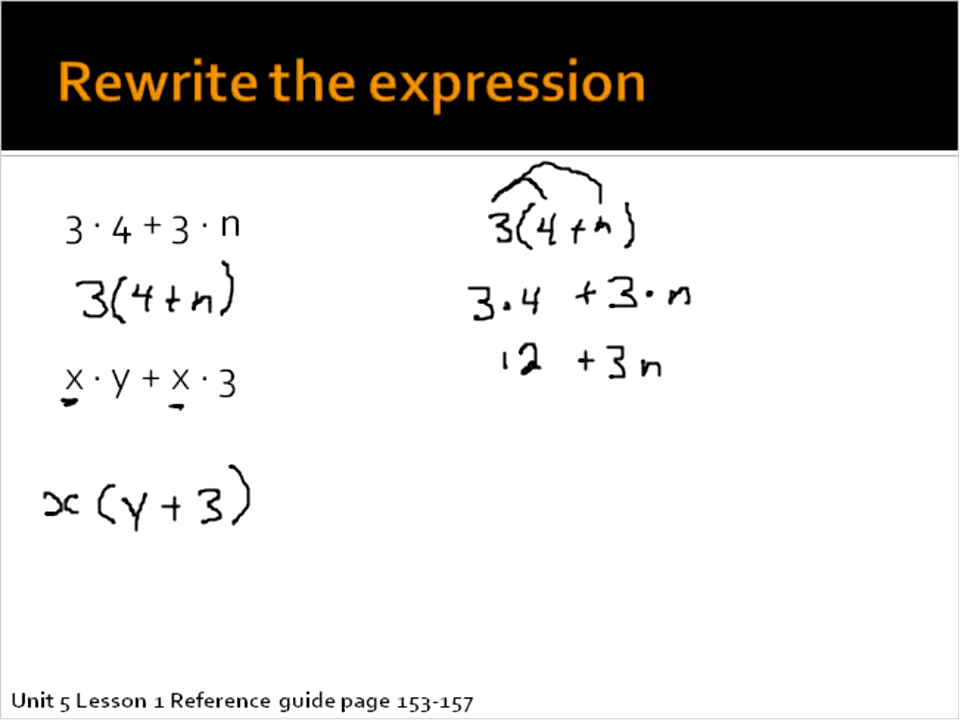 Rewrite the expression
3 · 4 + 3 · n
3(4+n)
x · y + x · 3
x(y+3)
3(4+n)
3·4 +3·n
12 +3n
Unit 5 Lesson 1 Reference guide page 153-157